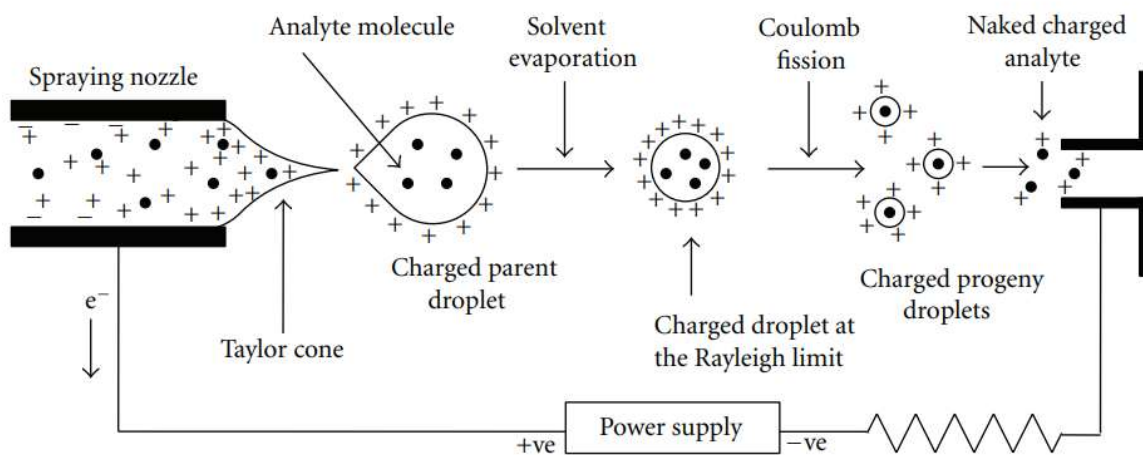 Analyte molecule
Solvent
evaporation
Coulomb
fission
Naked charged
analyte
Spraying nozzle
Charged parent
droplet
Charged progeny
droplets
e⁻
Taylor cone
Charged droplet at
the Rayleigh limit
+ve
Power supply
−ve